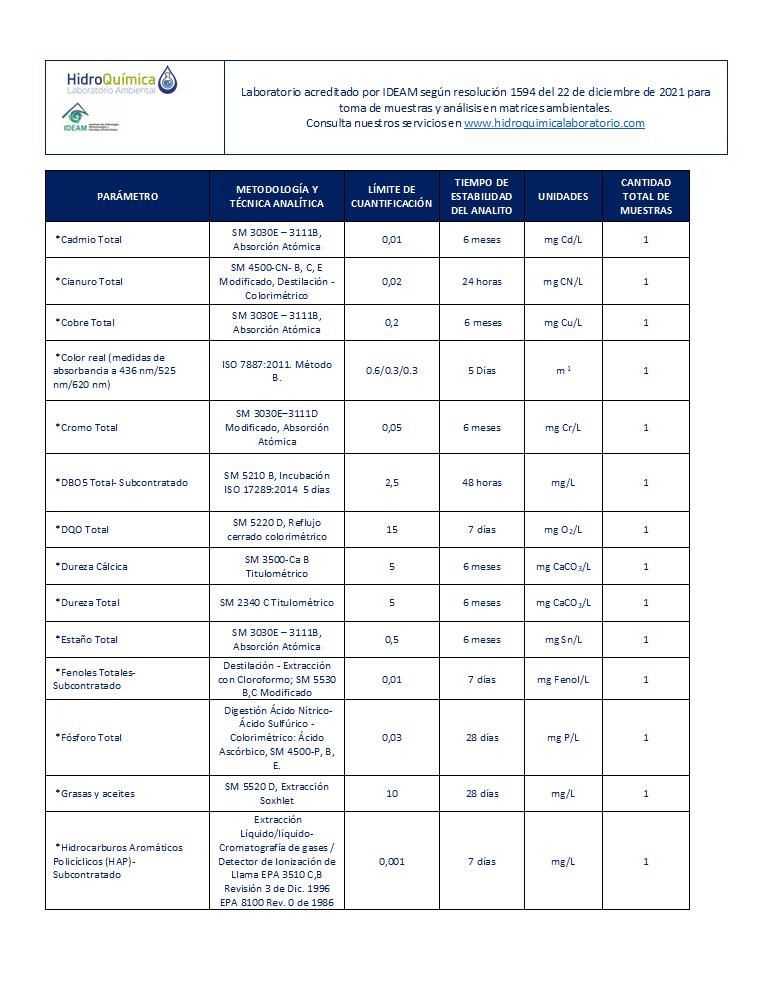 HidroQuímica
Laboratorio Ambiental
IDEAM
Laboratorio acreditado por IDEAM según resolución 1594 del 22 de diciembre de 2021 para
toma de muestras y análisis en matrices ambientales.
Consulta nuestros servicios en www.hidroquimicalaboratorio.com
PARÁMETRO
METODOLOGÍA Y
TÉCNICA ANALÍTICA
LÍMITE DE
CUANTIFICACIÓN
TIEMPO DE
ESTABILIDAD
DEL ANALITO
UNIDADES
CANTIDAD
TOTAL DE
MUESTRAS
*Cadmio Total
SM 3030E – 3111B,
Absorción Atómica
0,01
6 meses
mg Cd/L
1
*Cianuro Total
SM 4500-CN- B, C, E
Modificado, Destilación -
Colorimétrico
0,02
24 horas
mg CN/L
1
*Cobre Total
SM 3030E – 3111B,
Absorción Atómica
0,2
6 meses
mg Cu/L
1
*Color real (medidas de
absorbancia a 436 nm/525
nm/620 nm)
ISO 7887:2011. Método
B.
0.6/0.3/0.3
5 Días
m-1
1
*Cromo Total
SM 3030E–3111D
Modificado, Absorción
Atómica
0,05
6 meses
mg Cr/L
1
*DBO5 Total- Subcontratado
SM 5210 B, Incubación
ISO 17289:2014 5 días
2,5
48 horas
mg/L
1
*DQO Total
SM 5220 D, Reflujo
cerrado colorimétrico
15
7 días
mg O2/L
1
*Dureza Cálcica
SM 3500-Ca B
Titulométrico
5
6 meses
mg CaCO3/L
1
*Dureza Total
SM 2340 C Titulométrico
5
6 meses
mg CaCO3/L
1
*Estaño Total
SM 3030E – 3111B,
Absorción Atómica
0,5
6 meses
mg Sn/L
1
*Fenoles Totales-
Subcontratado
Destilación - Extracción
con Cloroformo; SM 5530
B,C Modificado
0,01
7 días
mg Fenol/L
1
*Fósforo Total
Digestión Ácido Nítrico-
Ácido Sulfúrico -
Colorimétrico: Ácido
Ascórbico, SM 4500-P, B,
E.
0,03
28 días
mg P/L
1
*Grasas y aceites
SM 5520 D, Extracción
Soxhlet
10
28 días
mg/L
1
*Hidrocarburos Aromáticos
Policíclicos (HAP)-
Subcontratado
Extracción
Líquido/líquido-
Cromatografía de gases /
Detector de Ionización de
Llama EPA 3510 C,B
Revisión 3 de Dic. 1996
EPA 8100 Rev. 0 de 1986
0,001
7 días
mg/L
1